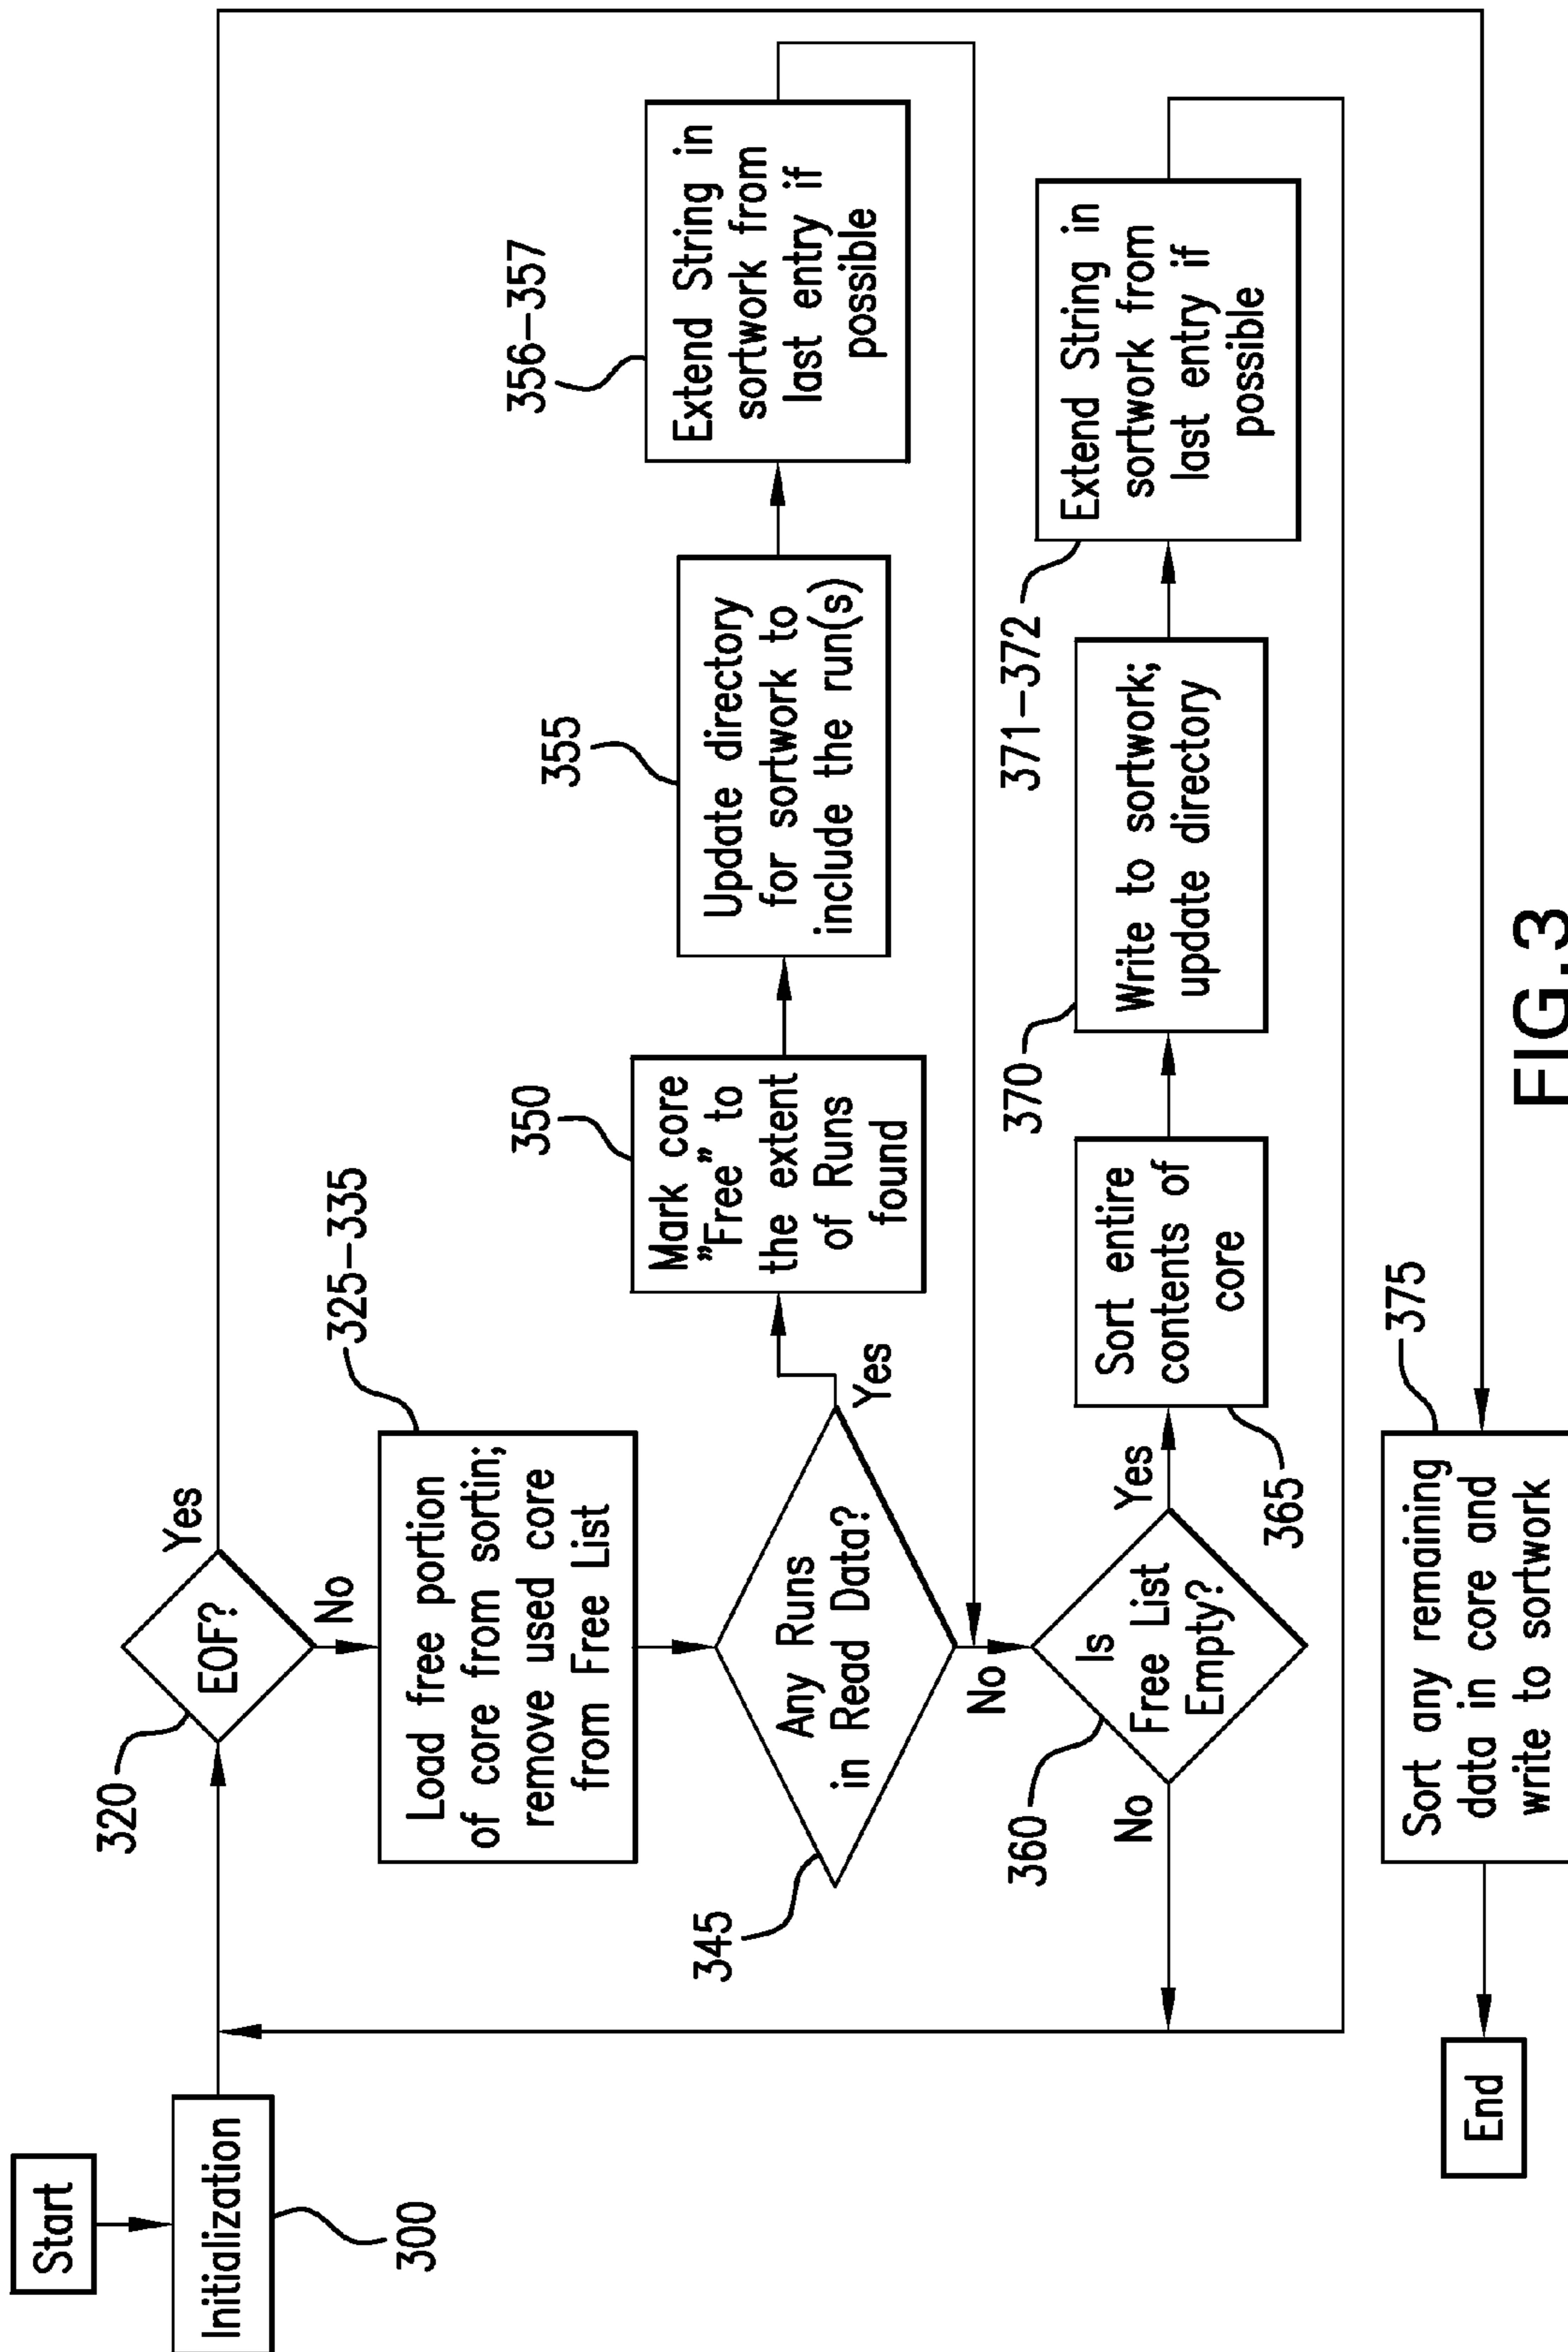 Start
Initialization
300
320
EOF?
Yes
No
325–335
Load free portion
of core from sortin;
remove used core
from Free List
345
Any Runs
in Read Data?
Yes
No
350
Mark core
"Free" to
the extent
of Runs
found
355
Update directory
for sortwork to
include the run(s)
356–357
Extend String in
sortwork from
last entry if
possible
360
Is
Free List
Empty?
No
Yes
365
Sort entire
contents of
core
370
Write to sortwork;
update directory
371–372
Extend String in
sortwork from
last entry if
possible
375
Sort any remaining
data in core and
write to sortwork
End
FIG.3